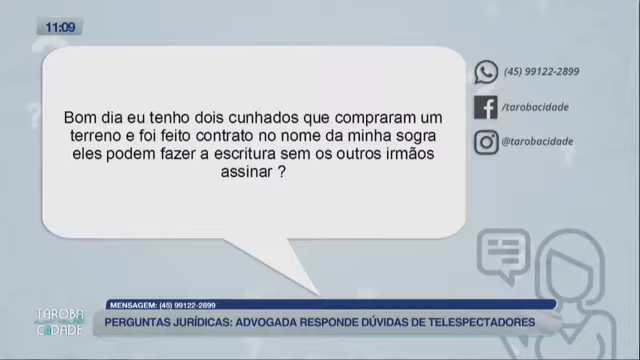 11:09
Bom dia eu tenho dois cunhados que compraram um
terreno e foi feito contrato no nome da minha sogra
eles podem fazer a escritura sem os outros irmãos
assinar ?
(45) 99122-2899
/tarobacidade
@tarobacidade
MENSAGEM: (45) 99122-2899
TAROBÁ
CIDADE
PERGUNTAS JURÍDICAS: ADVOGADA RESPONDE DÚVIDAS DE TELESPECTADORES